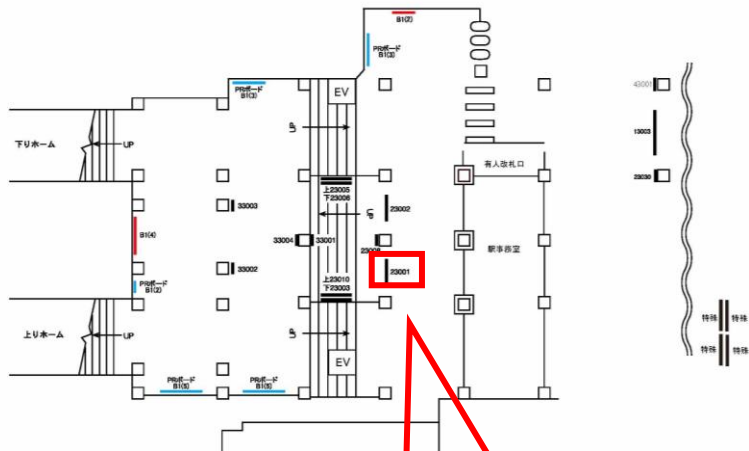 B1(2)
PRボード
B1(3)
PRボード
B1(3)
EV
UP
43001
13003
23030
下りホーム
UP
有人改札口
上23005
下23006
33003
23002
UP
B1(4)
33004
33001
23008
駅事務室
33002
23001
PRボード
B1(2)
上23010
下23003
上りホーム
UP
UP
EV
特殊
特殊
特殊
特殊
PRボード
B1(5)
PRボード
B1(5)